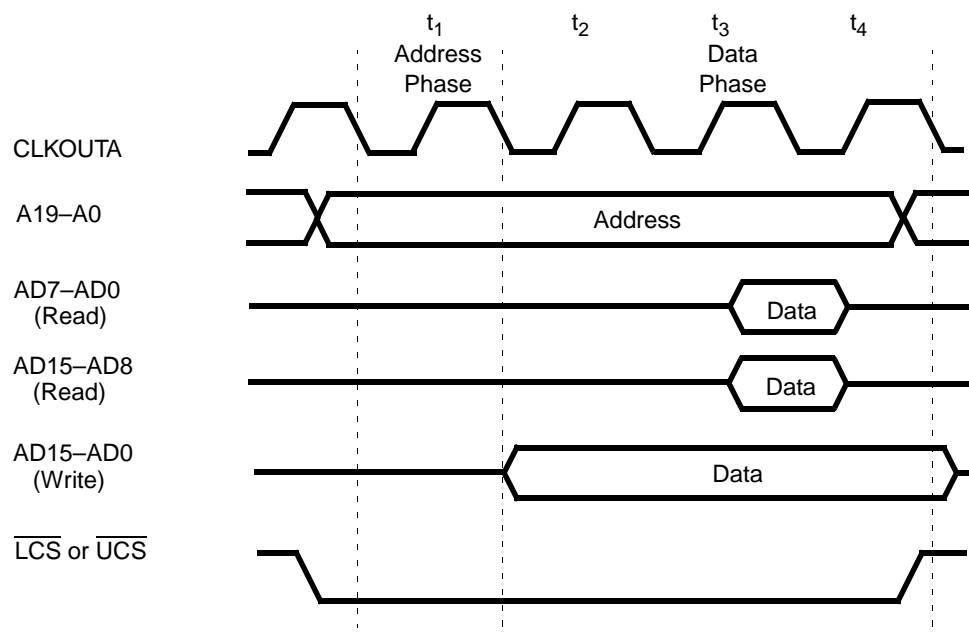 t1 t2 t3 t4
Address Data
Phase Phase
CLKOUTA
A19–A0
Address
AD7–AD0
(Read)
Data
AD15–AD8
(Read)
Data
AD15–AD0
(Write)
Data
LCS or UCS